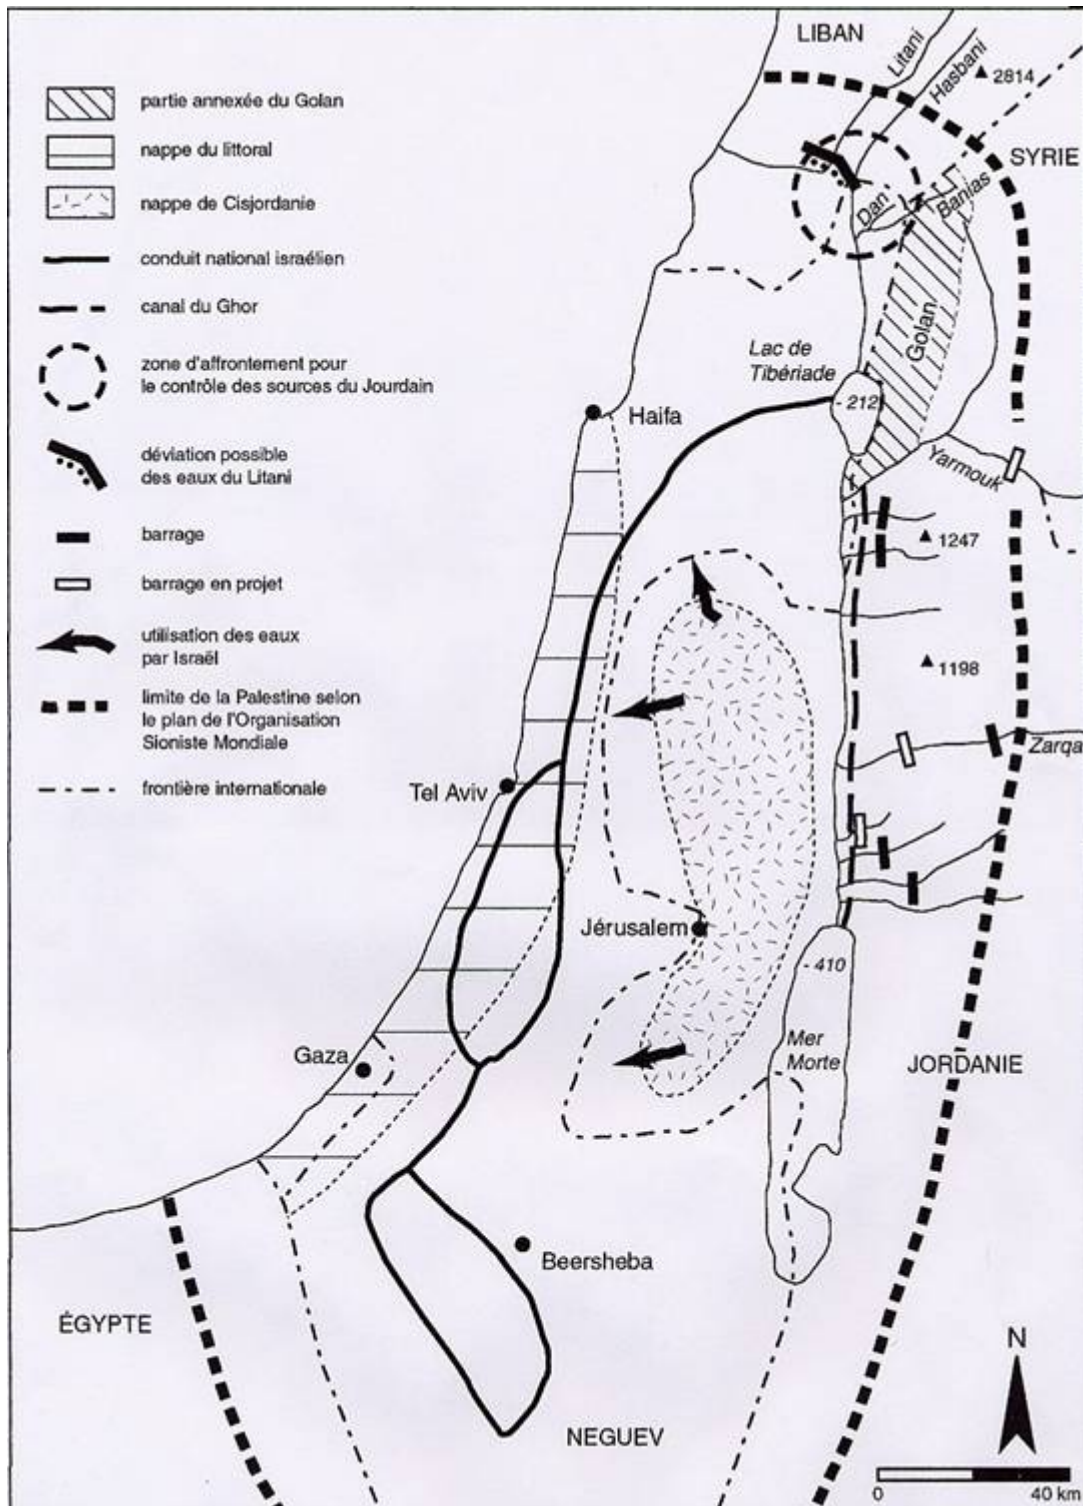 partie annexée du Golan
nappe du littoral
nappe de Cisjordanie
conduit national israélien
canal du Ghor
zone d'affrontement pour
le contrôle des sources du Jourdain
déviation possible
des eaux du Litani
barrage
barrage en projet
utilisation des eaux
par Israël
limite de la Palestine selon
le plan de l'Organisation
Sioniste Mondiale
frontière internationale
LIBAN
Litani
Hasbani
2814
SYRIE
Dan
Banias
Golan
Lac de
Tibériade
- 212
Haifa
Yarmouk
1247
1198
Zarqa
Tel Aviv
Jérusalem
- 410
Mer
Morte
Gaza
JORDANIE
Beersheba
ÉGYPTE
NEGUEV
N
0 40 km